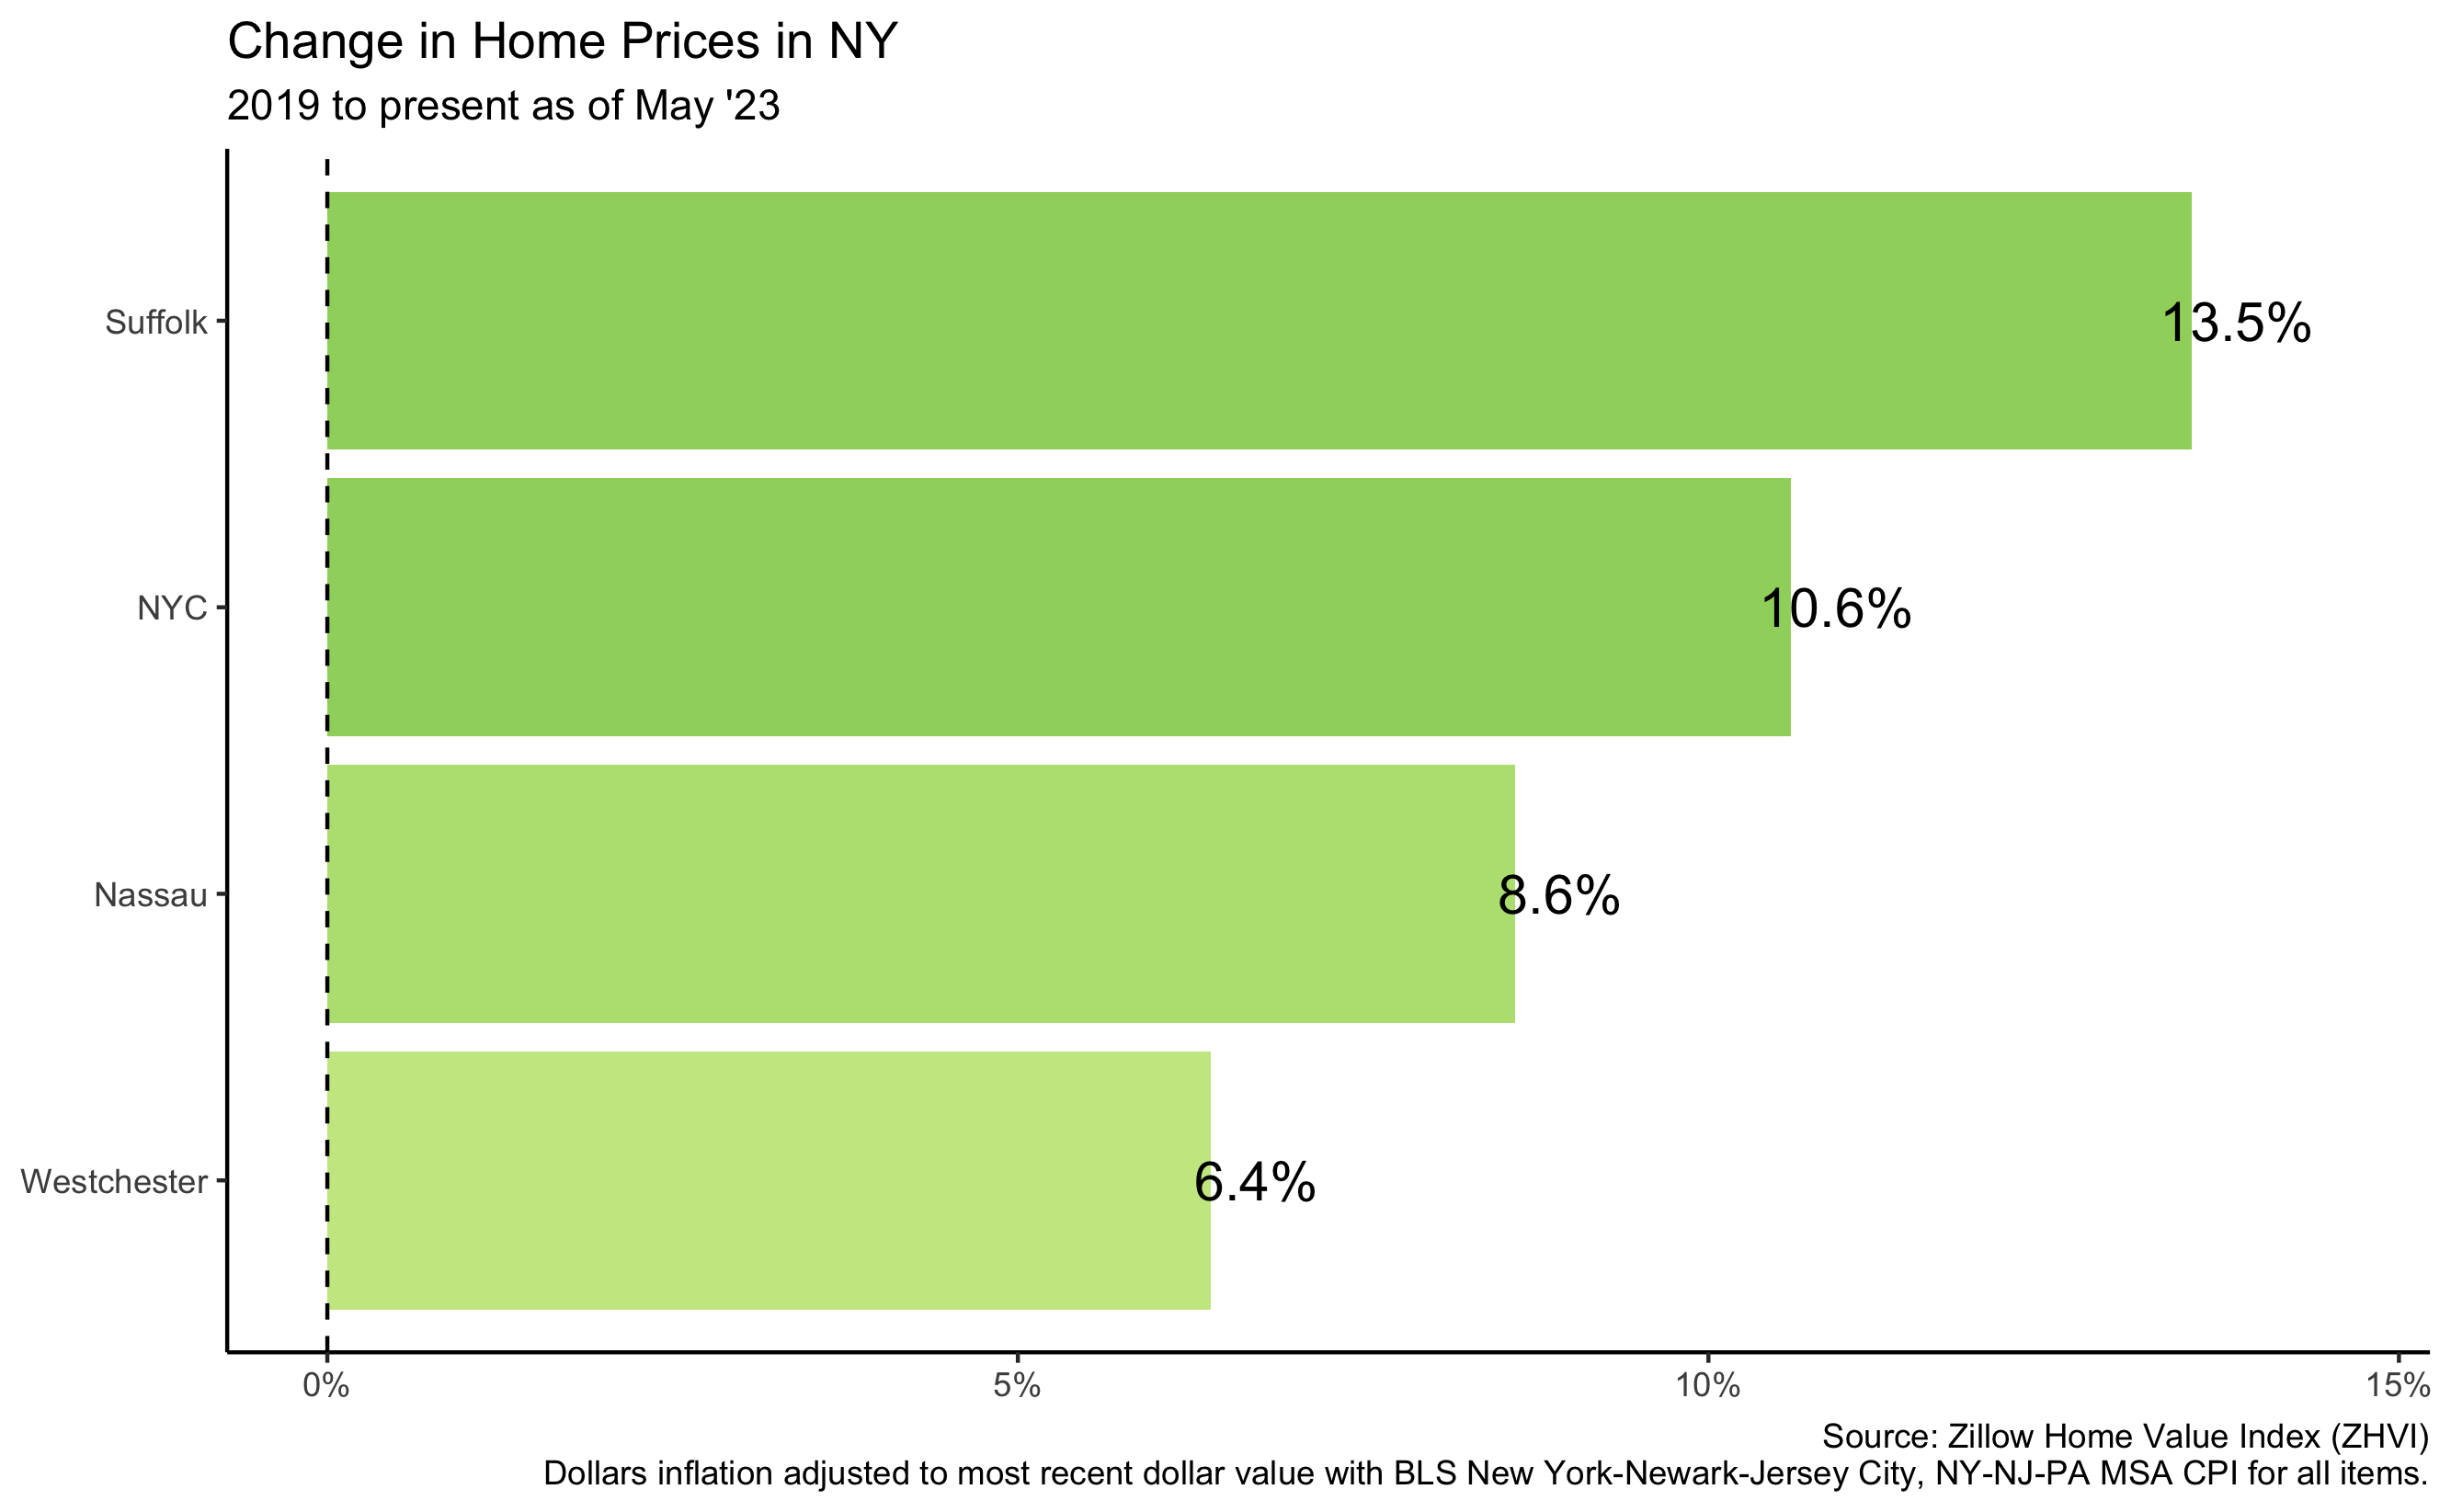 Change in Home Prices in NY
2019 to present as of May '23
Suffolk
13.5%
NYC
10.6%
Nassau
8.6%
Westchester
6.4%
0%
5%
10%
15%
Source: Zillow Home Value Index (ZHVI)
Dollars inflation adjusted to most recent dollar value with BLS New York-Newark-Jersey City, NY-NJ-PA MSA CPI for all items.